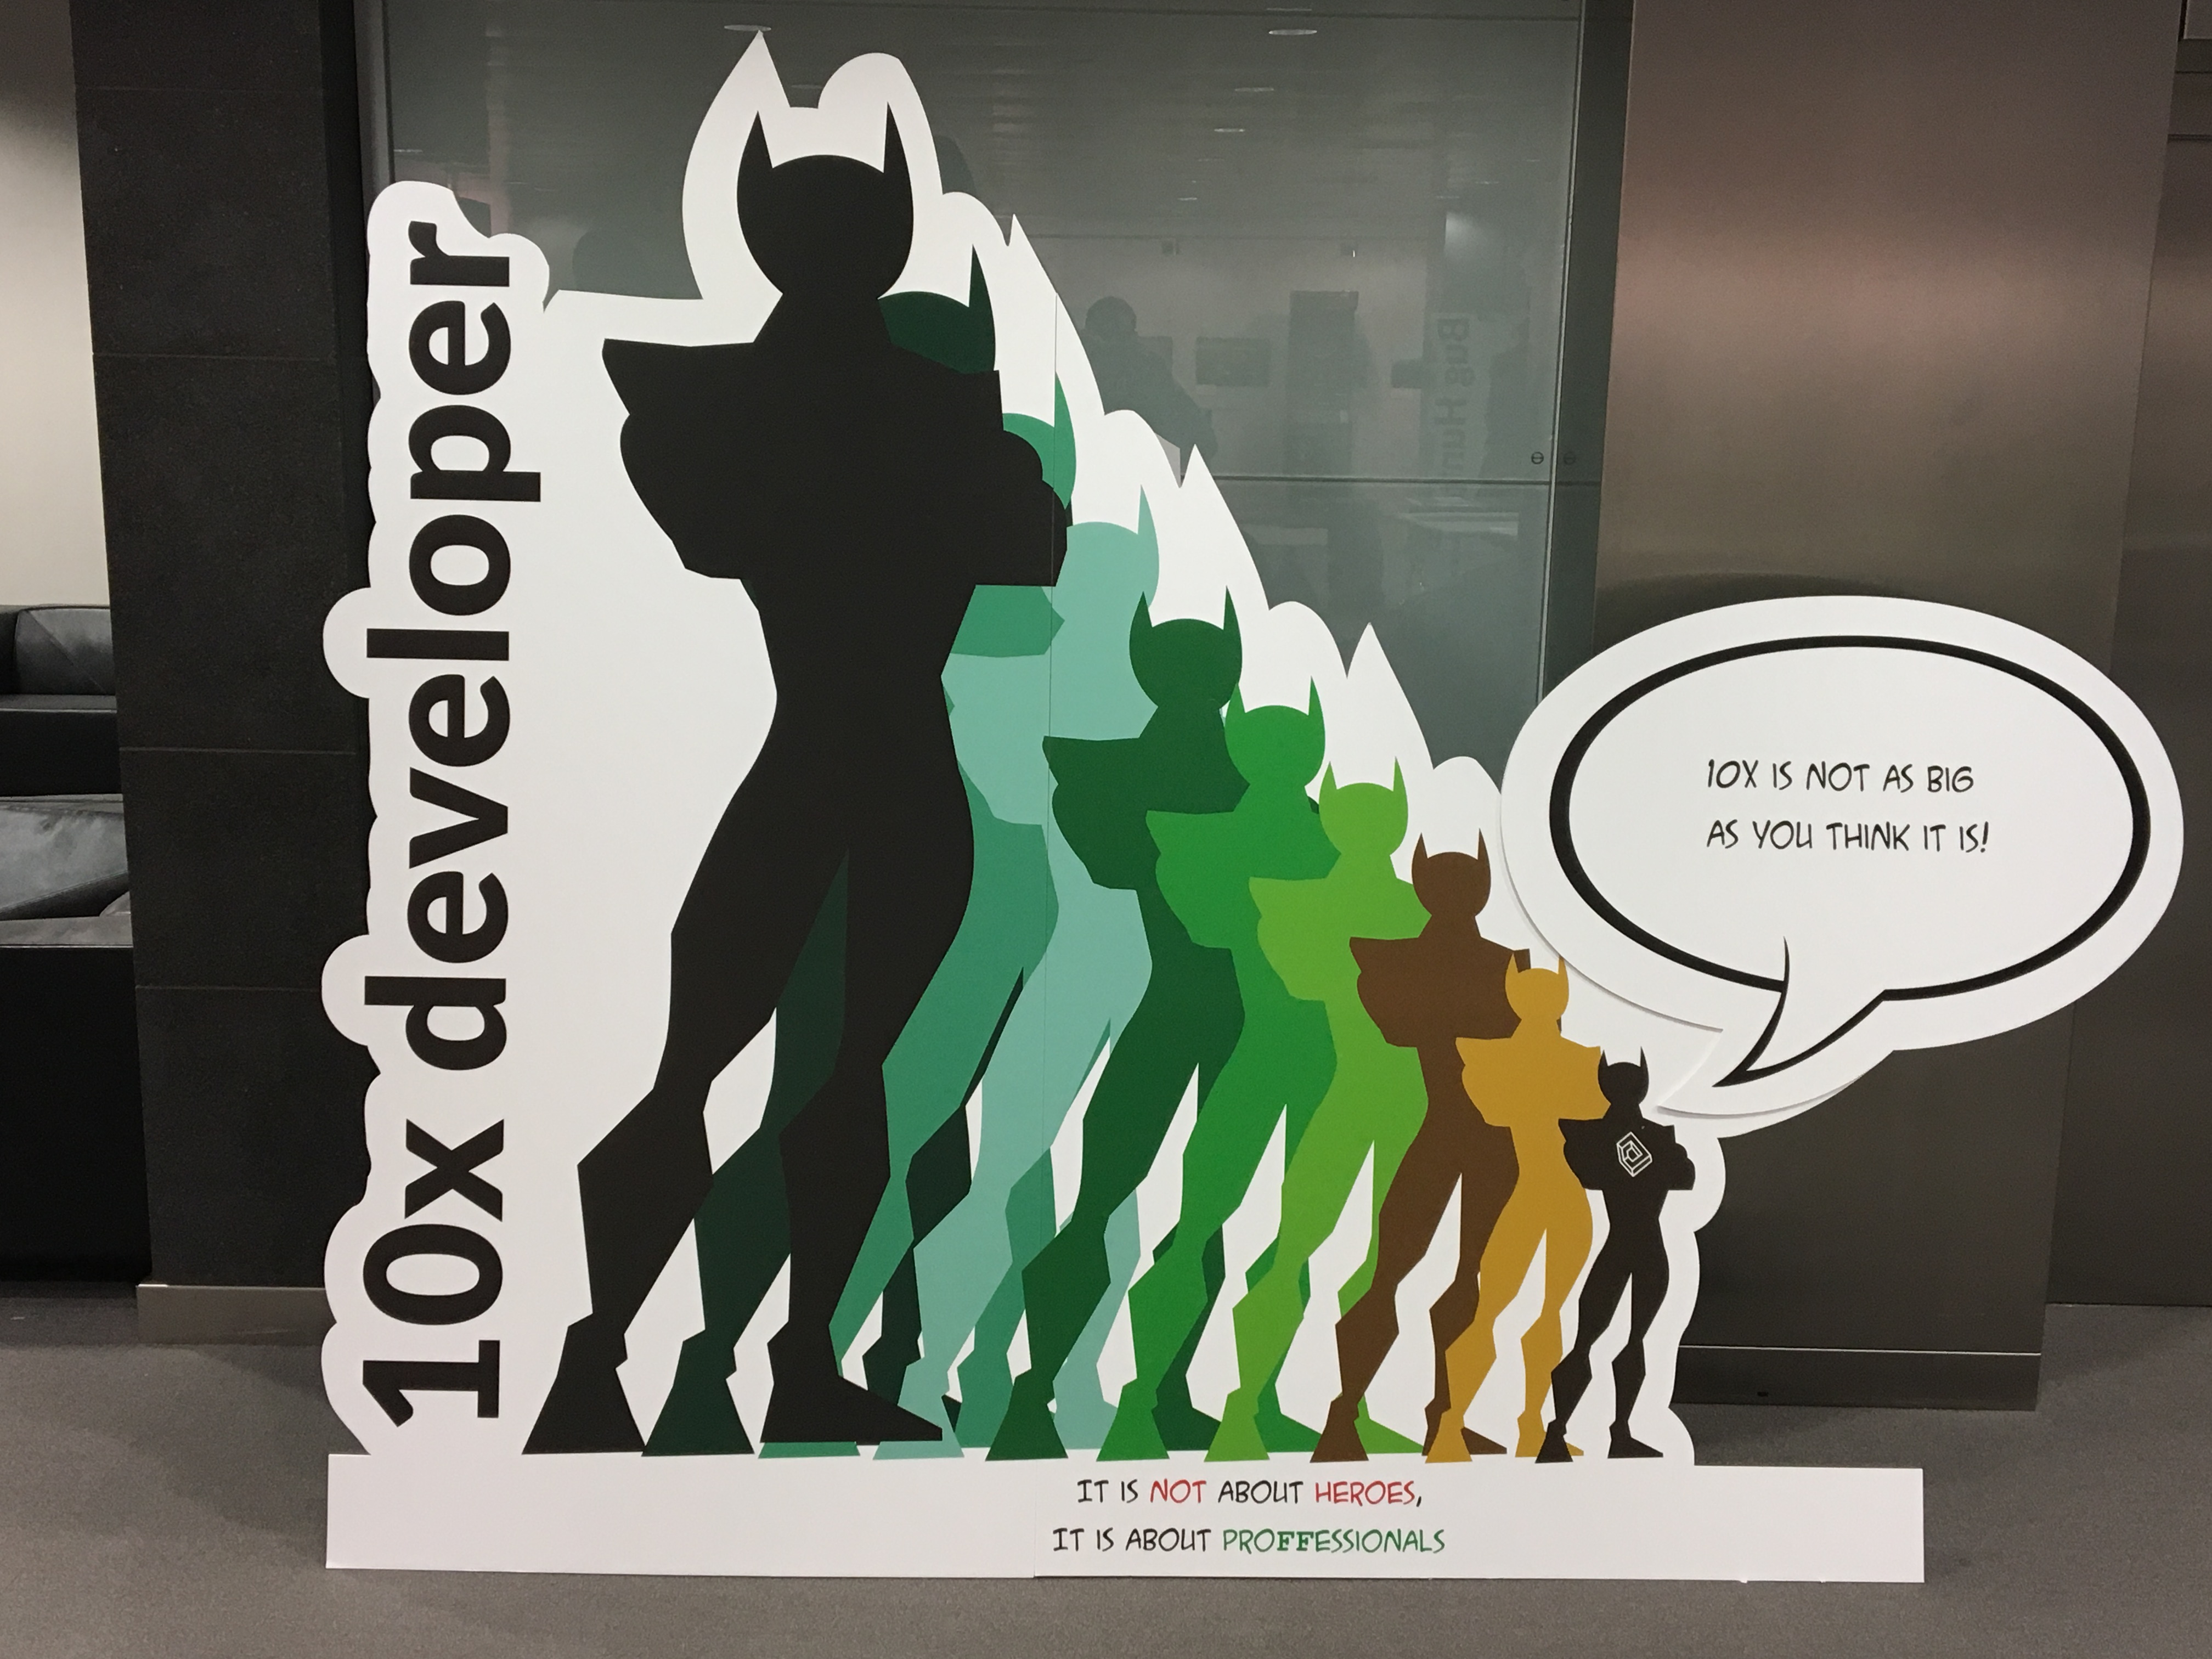 10x developer
10X IS NOT AS BIG
AS YOU THINK IT IS!
IT IS NOT ABOUT HEROES,
IT IS ABOUT PROFFESSIONALS